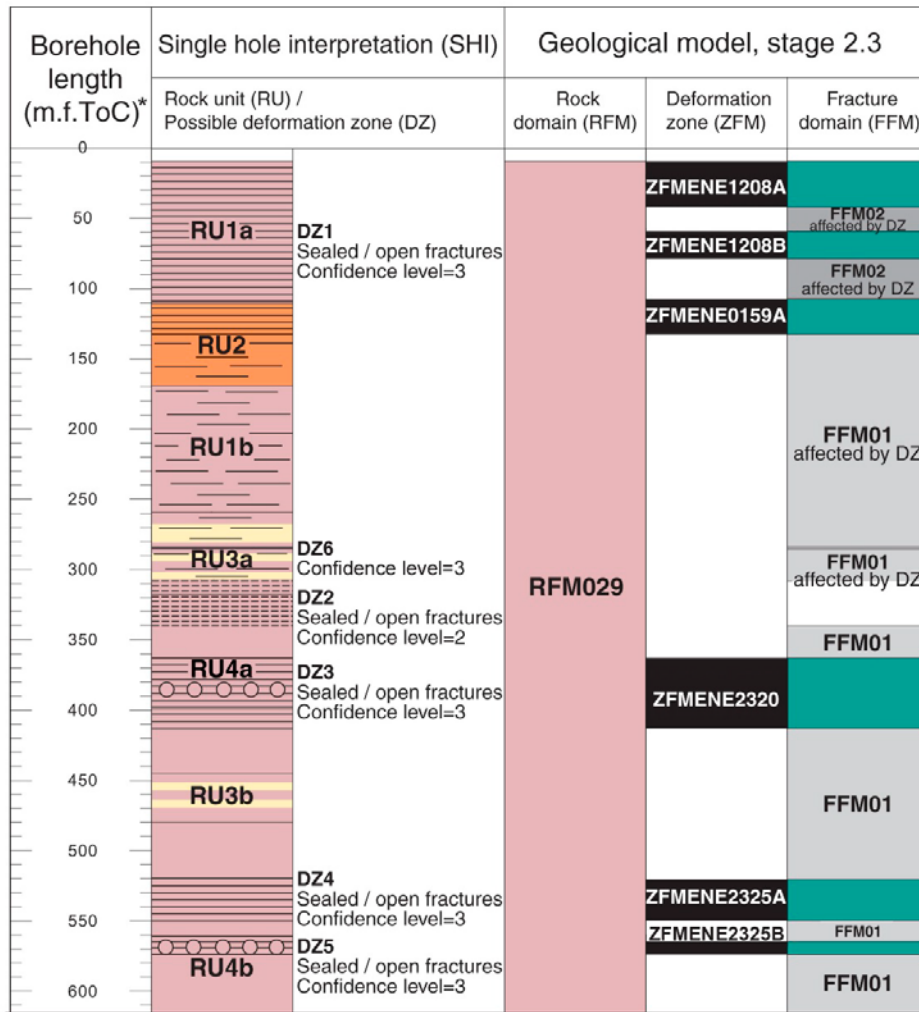 Borehole
length
(m.f.ToC)*
Single hole interpretation (SHI)
Geological model, stage 2.3
Rock unit (RU) /
Possible deformation zone (DZ)
Rock
domain (RFM)
Deformation
zone (ZFM)
Fracture
domain (FFM)
0
50
100
150
200
250
300
350
400
450
500
550
600
RU1a
RU2
RU1b
RU3a
RU4a
RU3b
RU4b
DZ1
Sealed / open fractures
Confidence level=3
DZ6
Confidence level=3
DZ2
Sealed / open fractures
Confidence level=2
DZ3
Sealed / open fractures
Confidence level=3
DZ4
Sealed / open fractures
Confidence level=3
DZ5
Sealed / open fractures
Confidence level=3
RFM029
ZFMENE1208A
ZFMENE1208B
ZFMENE0159A
ZFMENE2320
ZFMENE2325A
ZFMENE2325B
FFM02
affected by DZ
FFM02
affected by DZ
FFM01
affected by DZ
FFM01
affected by DZ
FFM01
FFM01
FFM01
FFM01